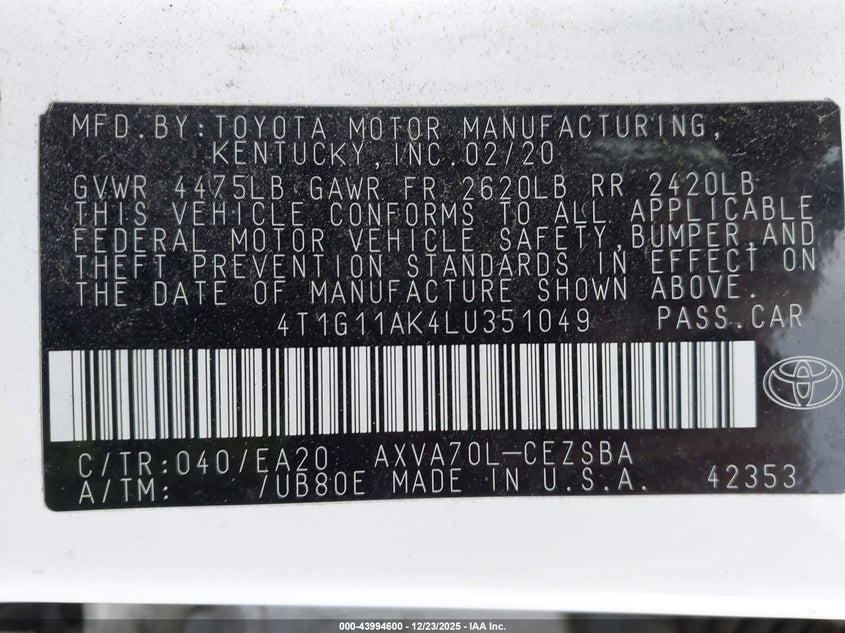 MFD.BY:TOYOTA MOTOR MANUFACTURING,
KENTUCKY,INC.02/20
GVWR 4475LB GAWR FR 2620LB RR 2420LB
THIS VEHICLE CONFORMS TO ALL APPLICABLE
FEDERAL MOTOR VEHICLE SAFETY,BUMPER,AND
THEFT PREVENTION STANDARDS IN EFFECT ON
THE DATE OF MANUFACTURE SHOWN ABOVE.
4T1G11AK4LU351049 PASS.CAR
C/TR:040/EA20 AXVA70L-CEZSBA
A/TM: /UB80E MADE IN U.S.A. 42353
000-43994600 - 12/23/2025 - IAA Inc.